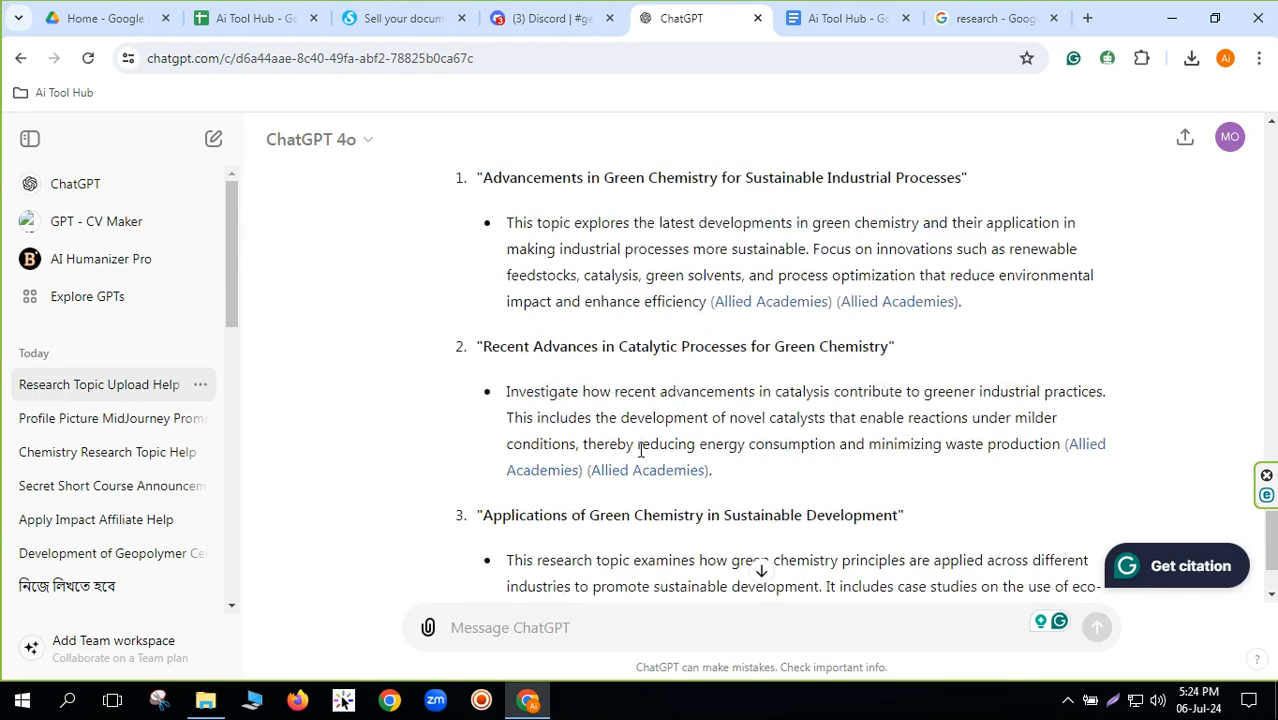 Home - Google
Ai Tool Hub - Go
Sell your docum
(3) Discord | #ge
ChatGPT
Ai Tool Hub - Go
research - Goog
chatgpt.com/c/d6a44aae-8c40-49fa-abf2-78825b0ca67c
Ai
Ai Tool Hub
ChatGPT 4o
MO
ChatGPT
GPT - CV Maker
AI Humanizer Pro
Explore GPTs
Today
Research Topic Upload Help
Profile Picture MidJourney Promp
Chemistry Research Topic Help
Secret Short Course Announcem
Apply Impact Affiliate Help
Development of Geopolymer Ce
নিজে লিখতে হবে
Add Team workspace
Collaborate on a Team plan
1. "Advancements in Green Chemistry for Sustainable Industrial Processes"
This topic explores the latest developments in green chemistry and their application in
making industrial processes more sustainable. Focus on innovations such as renewable
feedstocks, catalysis, green solvents, and process optimization that reduce environmental
impact and enhance efficiency (Allied Academies) (Allied Academies).
2. "Recent Advances in Catalytic Processes for Green Chemistry"
Investigate how recent advancements in catalysis contribute to greener industrial practices.
This includes the development of novel catalysts that enable reactions under milder
conditions, thereby reducing energy consumption and minimizing waste production (Allied
Academies) (Allied Academies).
3. "Applications of Green Chemistry in Sustainable Development"
This research topic examines how green chemistry principles are applied across different
industries to promote sustainable development. It includes case studies on the use of eco-
Get citation
Message ChatGPT
ChatGPT can make mistakes. Check important info.
?
zm
5:24 PM
06-Jul-24